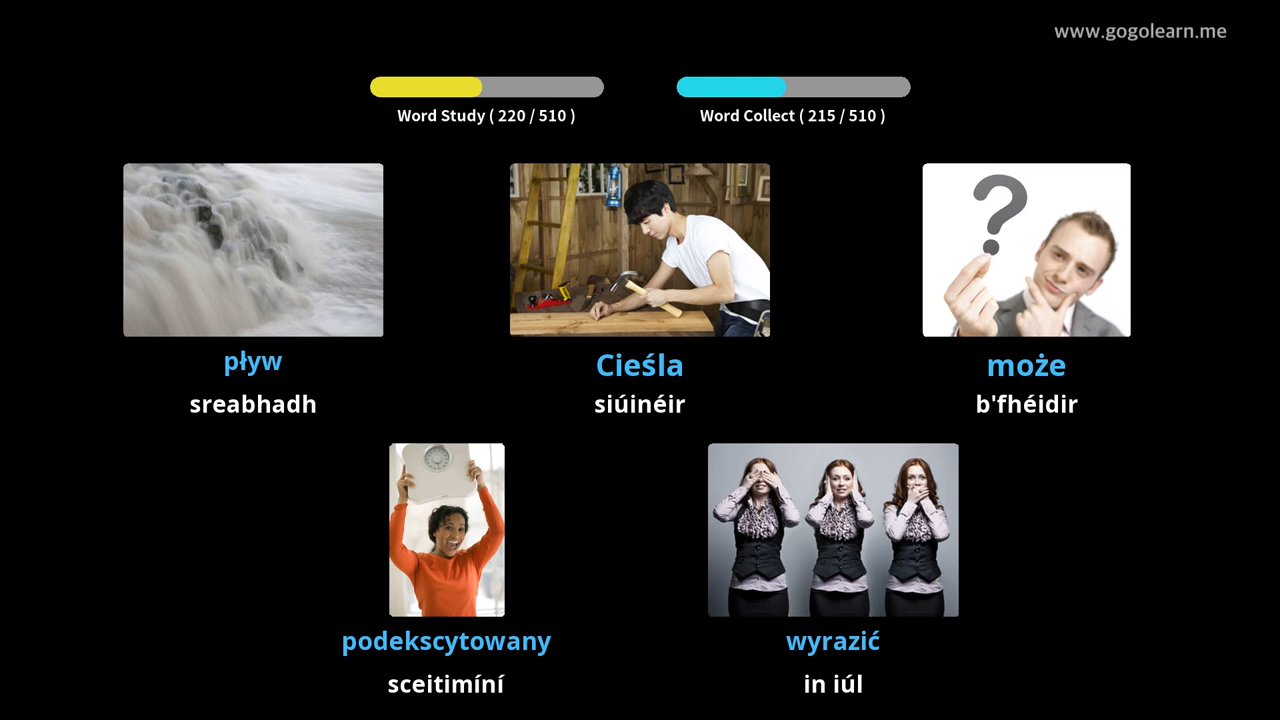 www.gogolearn.me
Word Study ( 220 / 510 )
Word Collect ( 215 / 510 )
pływ
Cieśla
może
sreabhadh
siúinéir
b'fhéidir
podekscytowany
wyrazić
sceitimíní
in iúl